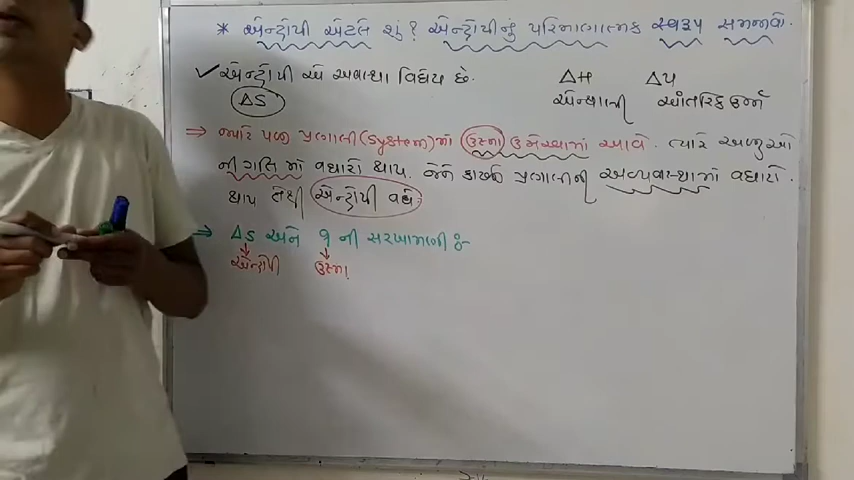 * એન્ટ્રોપી એટલે શું? એન્ટ્રોપીનું પરિમાણાત્મક સ્વરૂપ સમજાવો.
✓ એન્ટ્રોપી એ અવસ્થા વિધેય છે. ΔH ΔU
ΔS એન્થાલ્પી આંતરિક ઉર્જા
⇒ જ્યારે પણ પ્રણાલી(system)માં ઉષ્મા ઉમેરવામાં આવે. ત્યારે અણુઓ
ની ગતિ માં વધારો થાય. જેને કારણે પ્રણાલીની અવ્યવસ્થામાં વધારો.
થાય તેથી એન્ટ્રોપી વધે.
⇒ ΔS અને q ની સરખામણી :-
એન્ટ્રોપી ઉષ્મા